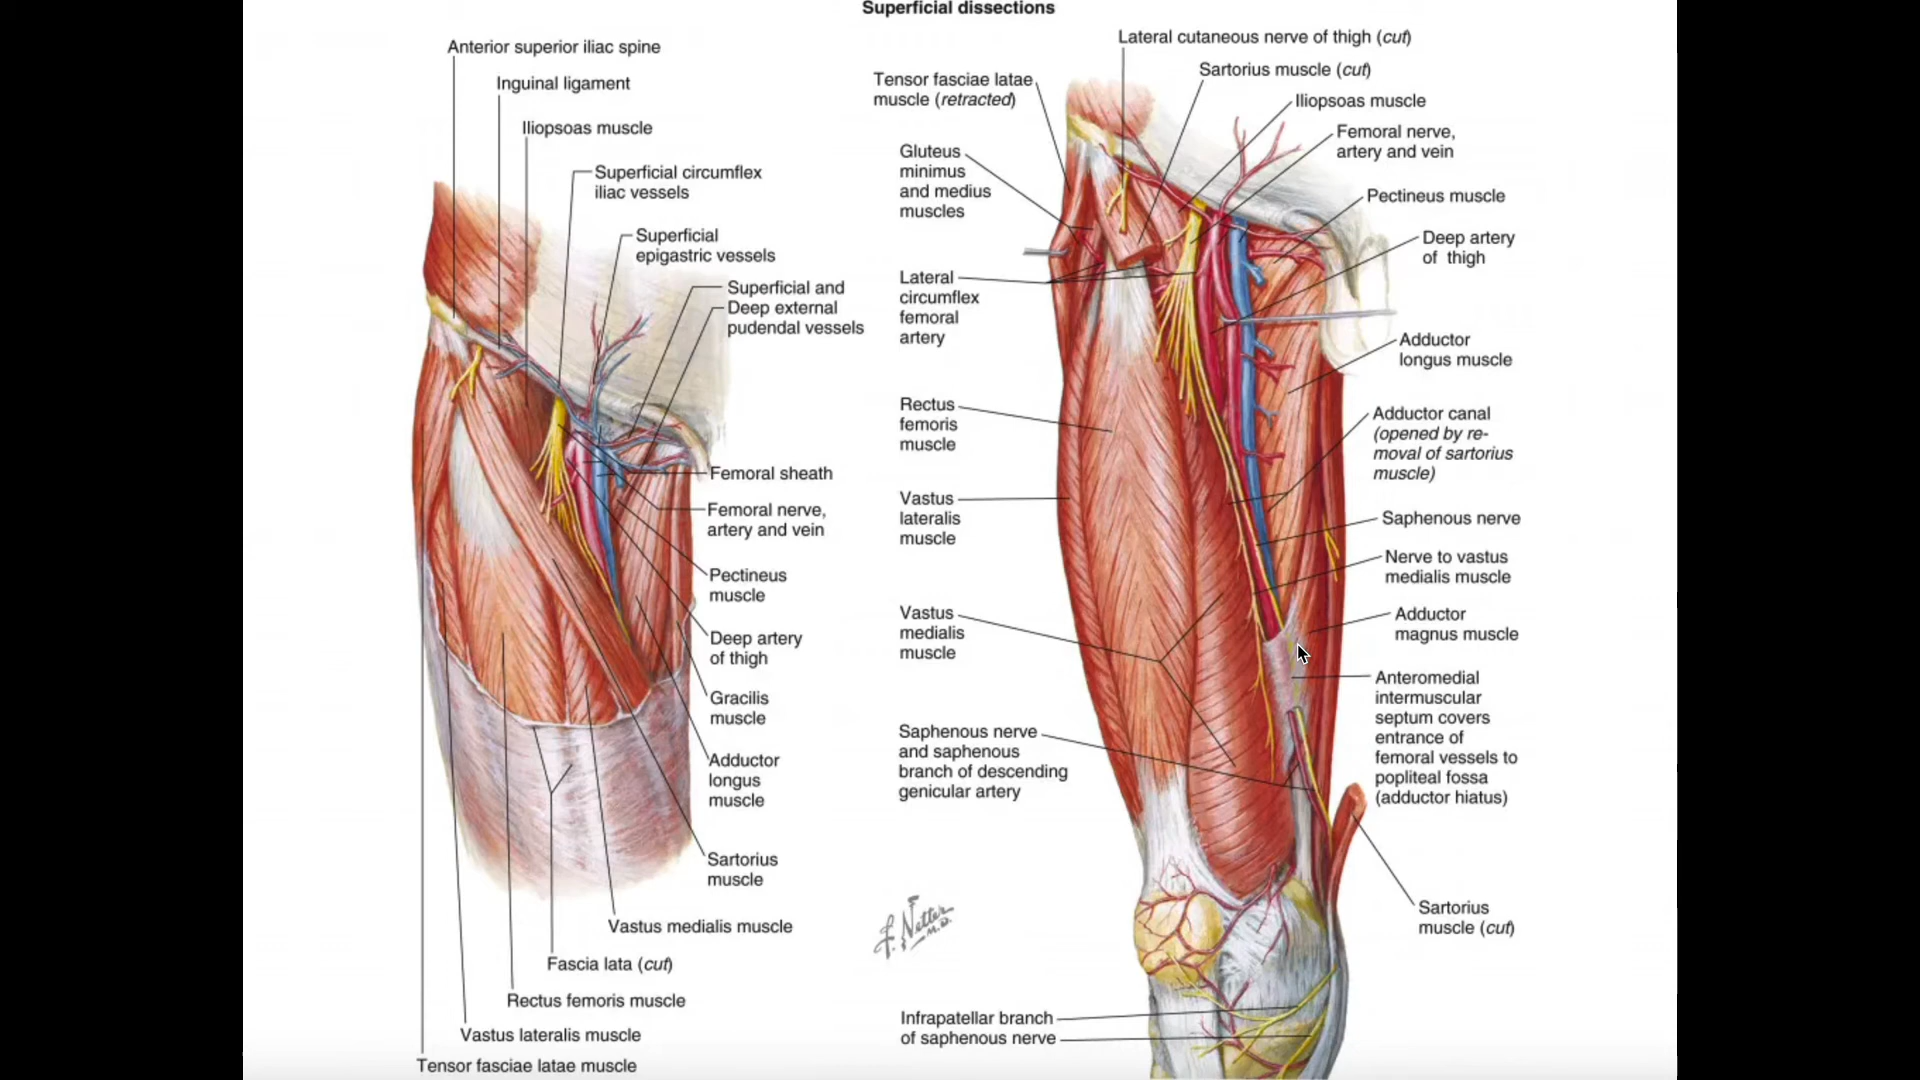 Superficial dissections
Anterior superior iliac spine
Inguinal ligament
Iliopsoas muscle
Superficial circumflex
iliac vessels
Superficial
epigastric vessels
Superficial and
Deep external
pudendal vessels
Femoral sheath
Femoral nerve,
artery and vein
Pectineus
muscle
Deep artery
of thigh
Gracilis
muscle
Adductor
longus
muscle
Sartorius
muscle
Vastus medialis muscle
Fascia lata (cut)
Rectus femoris muscle
Vastus lateralis muscle
Tensor fasciae latae muscle
Lateral cutaneous nerve of thigh (cut)
Tensor fasciae latae
muscle (retracted)
Sartorius muscle (cut)
Iliopsoas muscle
Femoral nerve,
artery and vein
Gluteus
minimus
and medius
muscles
Pectineus muscle
Deep artery
of thigh
Lateral
circumflex
femoral
artery
Adductor
longus muscle
Rectus
femoris
muscle
Adductor canal
(opened by re-
moval of sartorius
muscle)
Vastus
lateralis
muscle
Saphenous nerve
Nerve to vastus
medialis muscle
Vastus
medialis
muscle
Adductor
magnus muscle
Anteromedial
intermuscular
septum covers
entrance of
femoral vessels to
popliteal fossa
(adductor hiatus)
Saphenous nerve
and saphenous
branch of descending
genicular artery
Sartorius
muscle (cut)
F. Netter
M.D.
Infrapatellar branch
of saphenous nerve